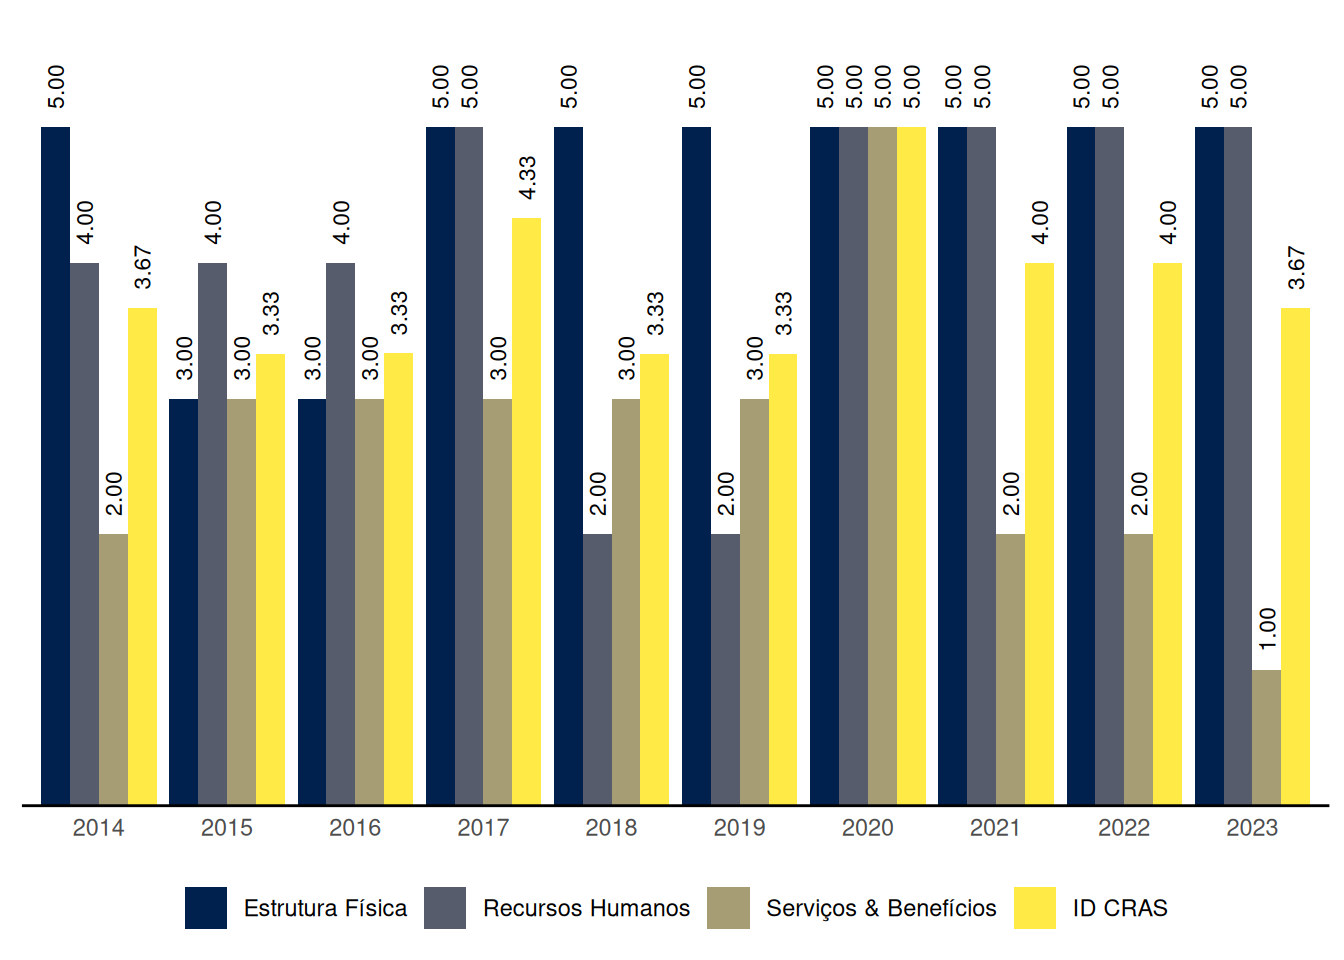 5.00 4.00 2.00 3.67 3.00 4.00 3.00 3.33 3.00 4.00 3.00 3.33 5.00 5.00 3.00 4.33 5.00 2.00 3.00 3.33 5.00 2.00 3.00 3.33 5.00 5.00 5.00 5.00 5.00 5.00 2.00 4.00 5.00 5.00 2.00 4.00 5.00 5.00 1.00 3.67
2014 2015 2016 2017 2018 2019 2020 2021 2022 2023
Estrutura Física Recursos Humanos Serviços & Benefícios ID CRAS